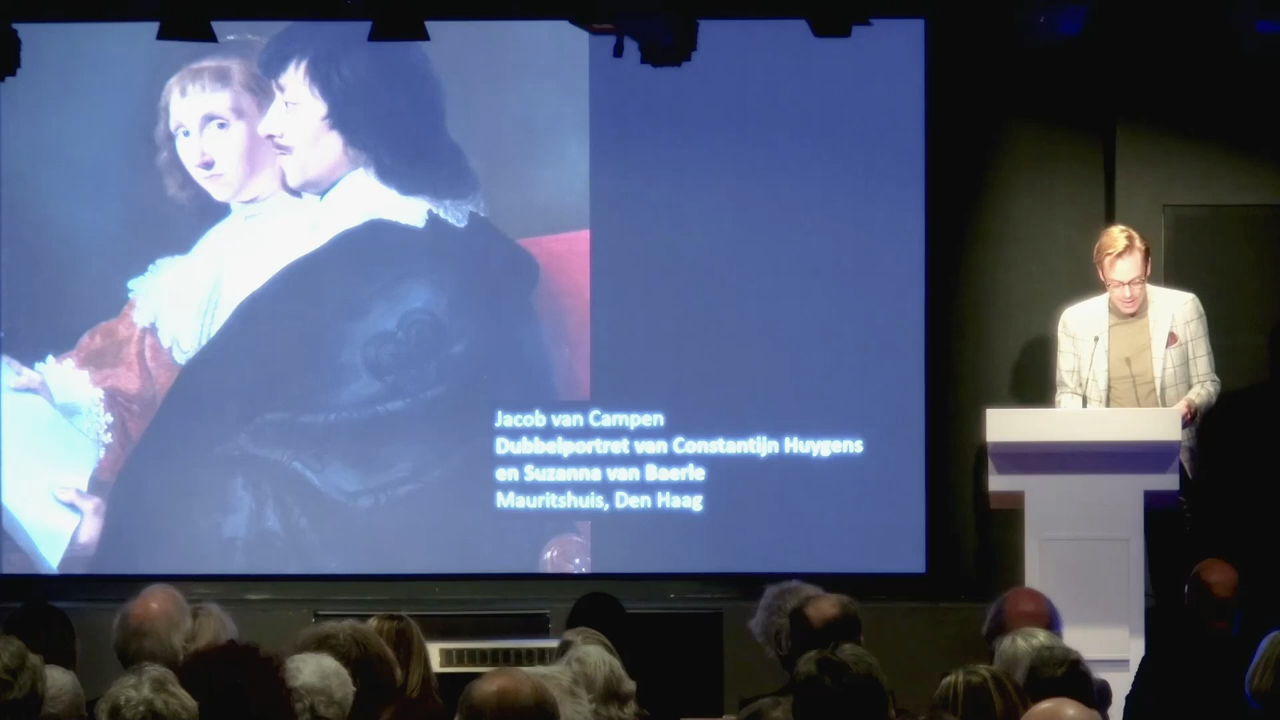 Jacob van Campen
Dubbelportret van Constantijn Huygens
en Suzanna van Baerle
Mauritshuis, Den Haag